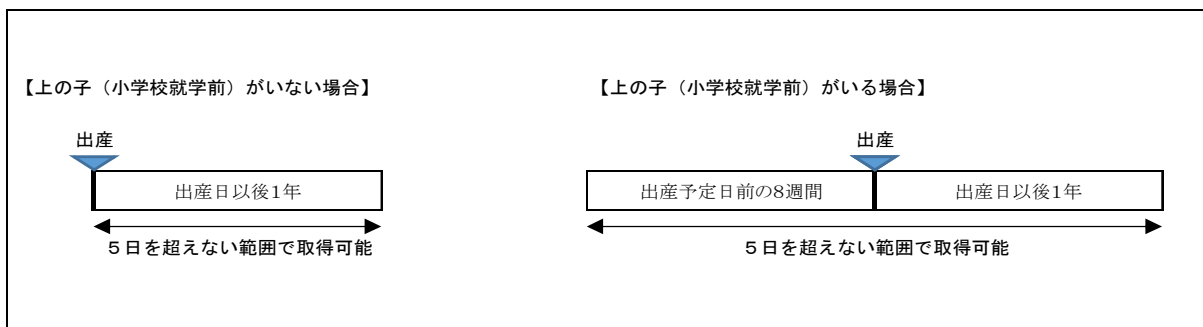 【上の子（小学校就学前）がいない場合】
出産
出産日以後1年
５日を超えない範囲で取得可能
【上の子（小学校就学前）がいる場合】
出産
出産予定日前の8週間
出産日以後1年
５日を超えない範囲で取得可能